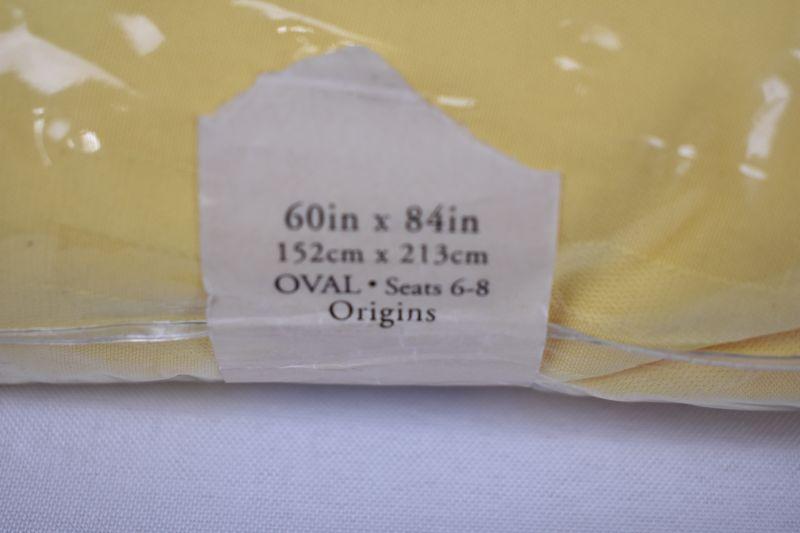 60in x 84in
152cm x 213cm
OVAL • Seats 6-8
Origins